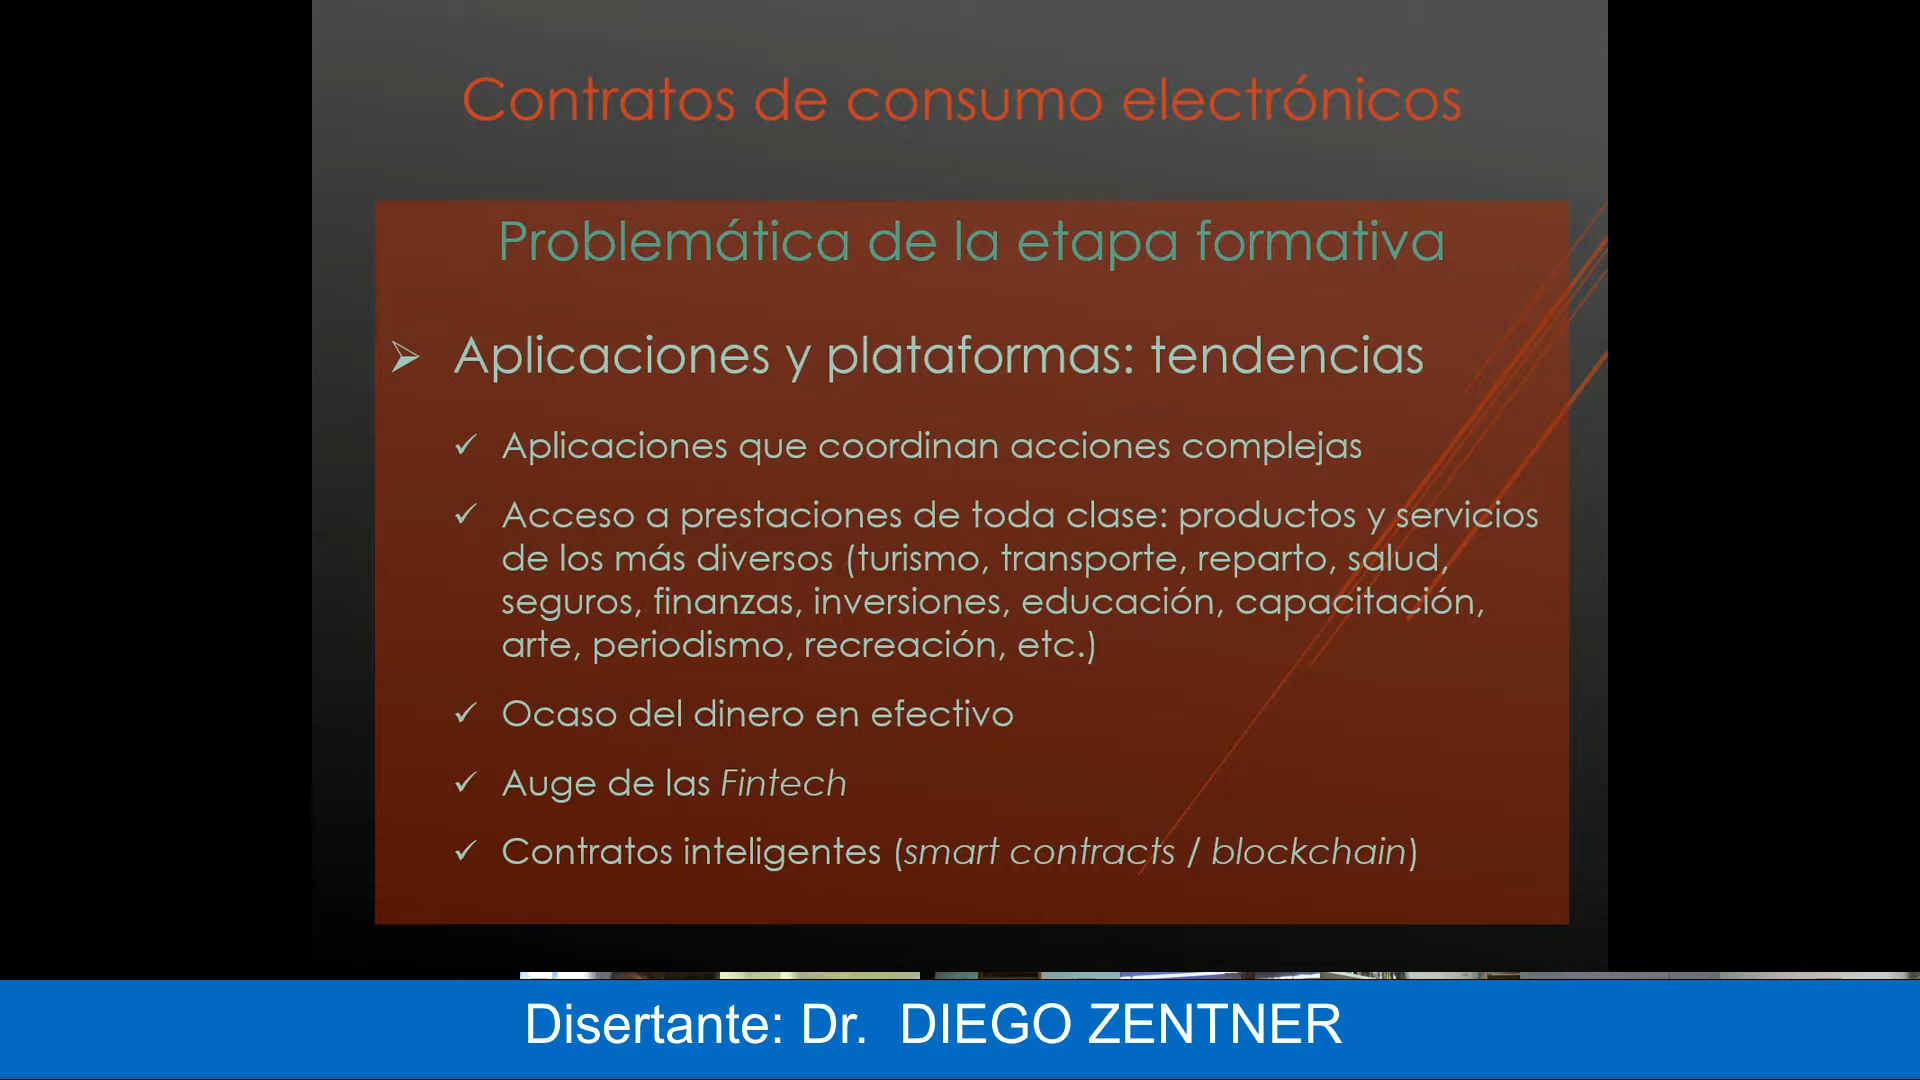 Contratos de consumo electrónicos
Problemática de la etapa formativa
Aplicaciones y plataformas: tendencias
Aplicaciones que coordinan acciones complejas
Acceso a prestaciones de toda clase: productos y servicios
de los más diversos (turismo, transporte, reparto, salud,
seguros, finanzas, inversiones, educación, capacitación,
arte, periodismo, recreación, etc.)
Ocaso del dinero en efectivo
Auge de las Fintech
Contratos inteligentes (smart contracts / blockchain)
Disertante: Dr. DIEGO ZENTNER